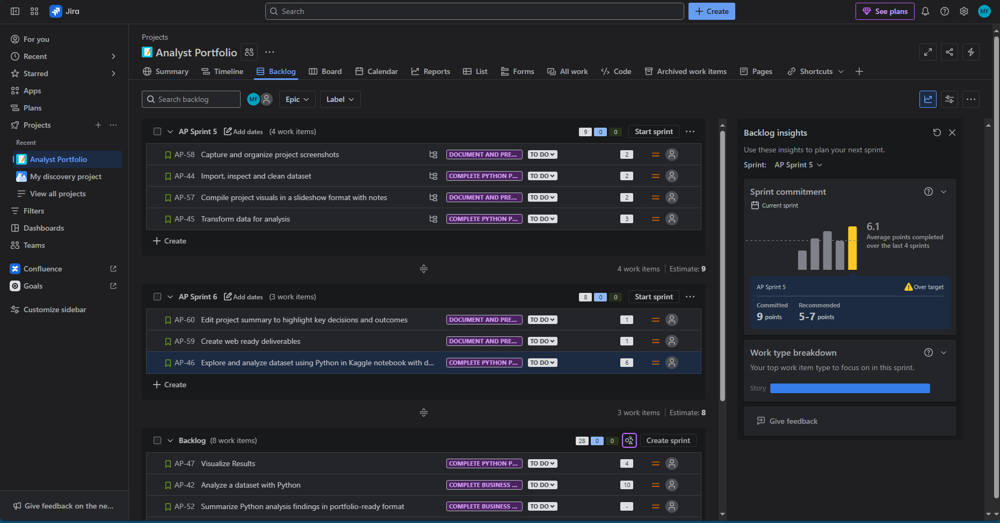 Jira
Search
Create
See plans
MF
For you
Recent
Starred
Apps
Plans
Projects
Recent
Analyst Portfolio
My discovery project
View all projects
Filters
Dashboards
Teams
Confluence
Goals
Customize sidebar
Give feedback on the ne...
Projects
Analyst Portfolio
Summary Timeline Backlog Board Calendar Reports List Forms All work Code Archived work items Pages Shortcuts
Search backlog MF Epic Label
AP Sprint 5 Add dates (4 work items) 9 0 0 Start sprint
AP-58 Capture and organize project screenshots DOCUMENT AND PRE... TO DO 2
AP-44 Import, inspect and clean dataset COMPLETE PYTHON P... TO DO 2
AP-57 Compile project visuals in a slideshow format with notes DOCUMENT AND PRE... TO DO 2
AP-45 Transform data for analysis COMPLETE PYTHON P... TO DO 3
Create
4 work items Estimate: 9
AP Sprint 6 Add dates (3 work items) 8 0 0 Start sprint
AP-60 Edit project summary to highlight key decisions and outcomes DOCUMENT AND PRE... TO DO 1
AP-59 Create web ready deliverables DOCUMENT AND PRE... TO DO 1
AP-46 Explore and analyze dataset using Python in Kaggle notebook with d... COMPLETE PYTHON P... TO DO 6
Create
3 work items Estimate: 8
Backlog (8 work items) 28 0 0 Create sprint
AP-47 Visualize Results COMPLETE PYTHON P... TO DO 4
AP-42 Analyze a dataset with Python COMPLETE BUSINESS ... TO DO 10
AP-52 Summarize Python analysis findings in portfolio-ready format COMPLETE BUSINESS ... TO DO -
Backlog insights
Use these insights to plan your next sprint.
Sprint: AP Sprint 5
Sprint commitment
Current sprint
6.1
Average points completed
over the last 4 sprints
AP Sprint 5 Over target
Committed Recommended
9 points 5-7 points
Work type breakdown
Your top work item type to focus on in this sprint.
Story
Give feedback